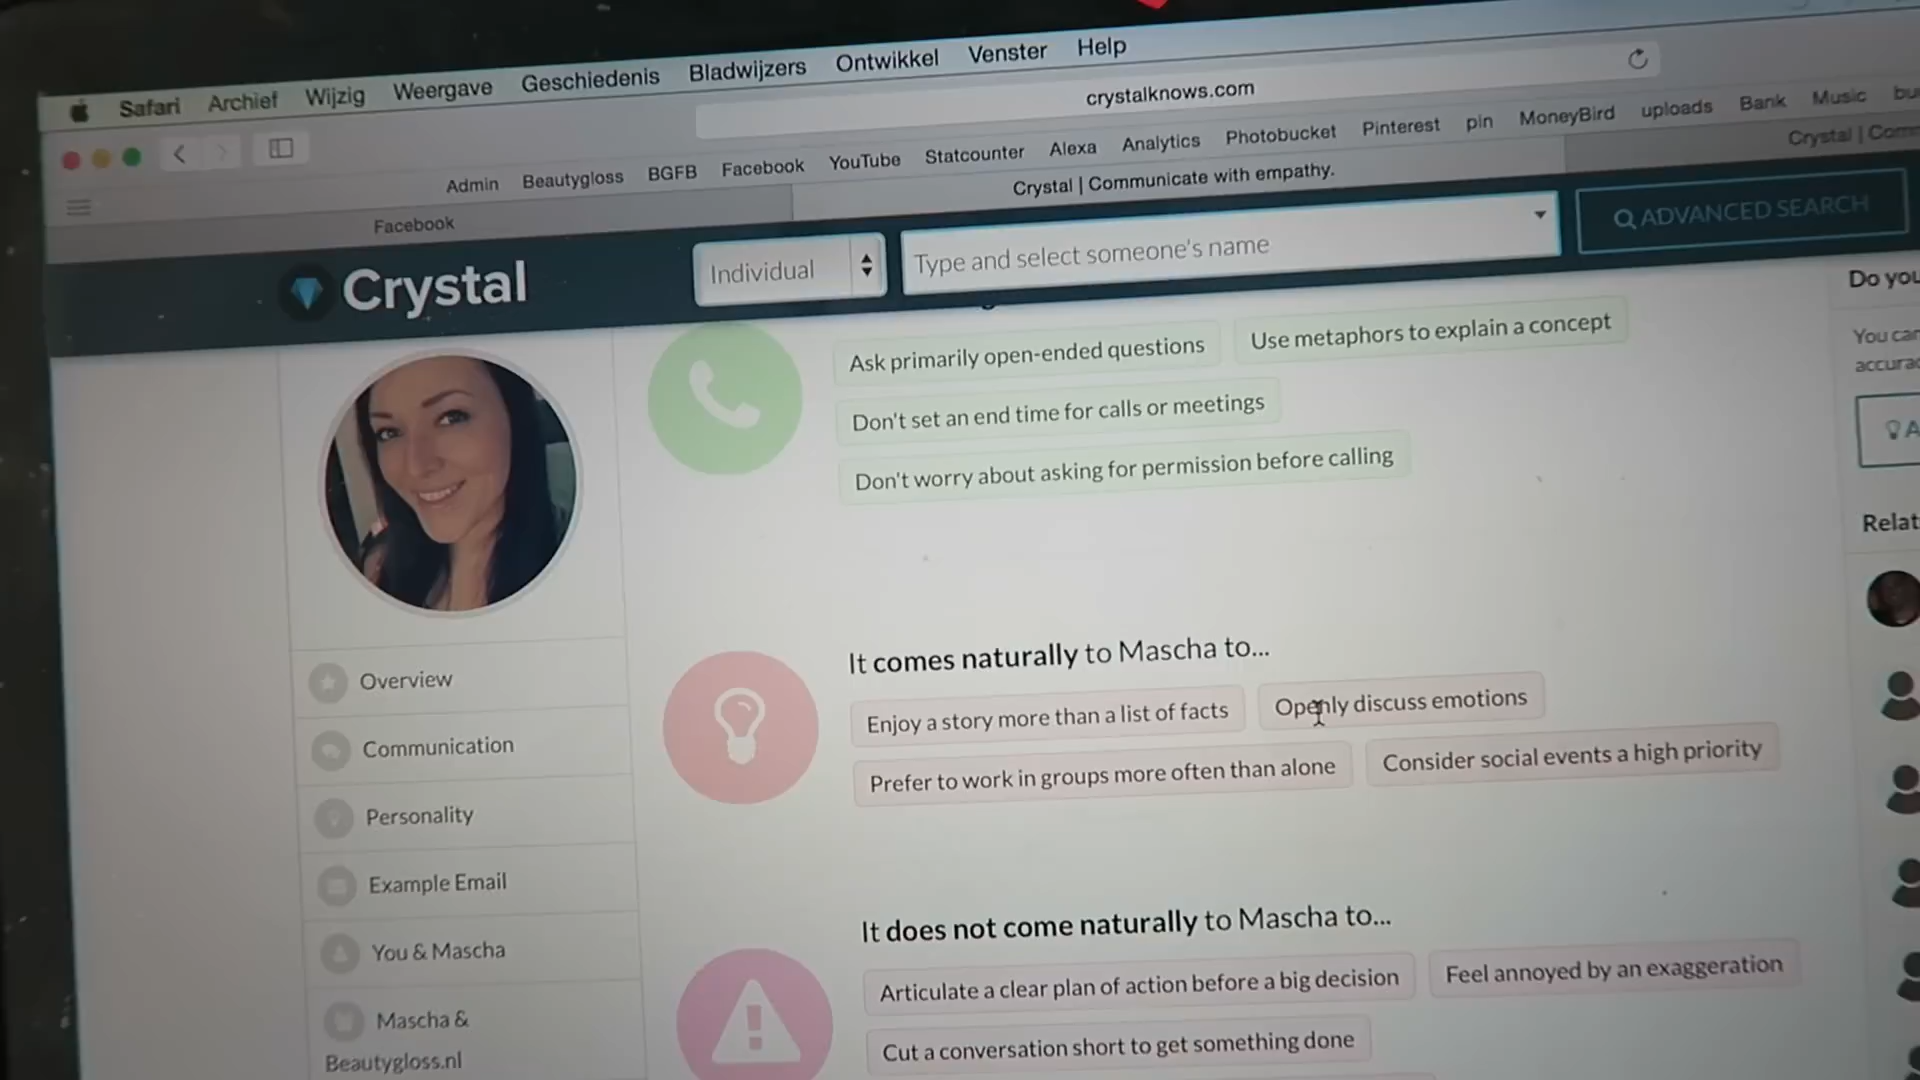 Safari Archief Wijzig Weergave Geschiedenis Bladwijzers Ontwikkel Venster Help
crystalknows.com
Admin Beautygloss BGFB Facebook YouTube Statcounter Alexa Analytics Photobucket Pinterest pin MoneyBird uploads Bank Music
Facebook
Crystal | Communicate with empathy.
Crystal | Com
Crystal
Individual
Type and select someone's name
ADVANCED SEARCH
Ask primarily open-ended questions
Use metaphors to explain a concept
Don't set an end time for calls or meetings
Don't worry about asking for permission before calling
It comes naturally to Mascha to...
Enjoy a story more than a list of facts
Openly discuss emotions
Prefer to work in groups more often than alone
Consider social events a high priority
It does not come naturally to Mascha to...
Articulate a clear plan of action before a big decision
Feel annoyed by an exaggeration
Cut a conversation short to get something done
Overview
Communication
Personality
Example Email
You & Mascha
Mascha &
Beautygloss.nl
Do you
You can
accurac
A
Relat